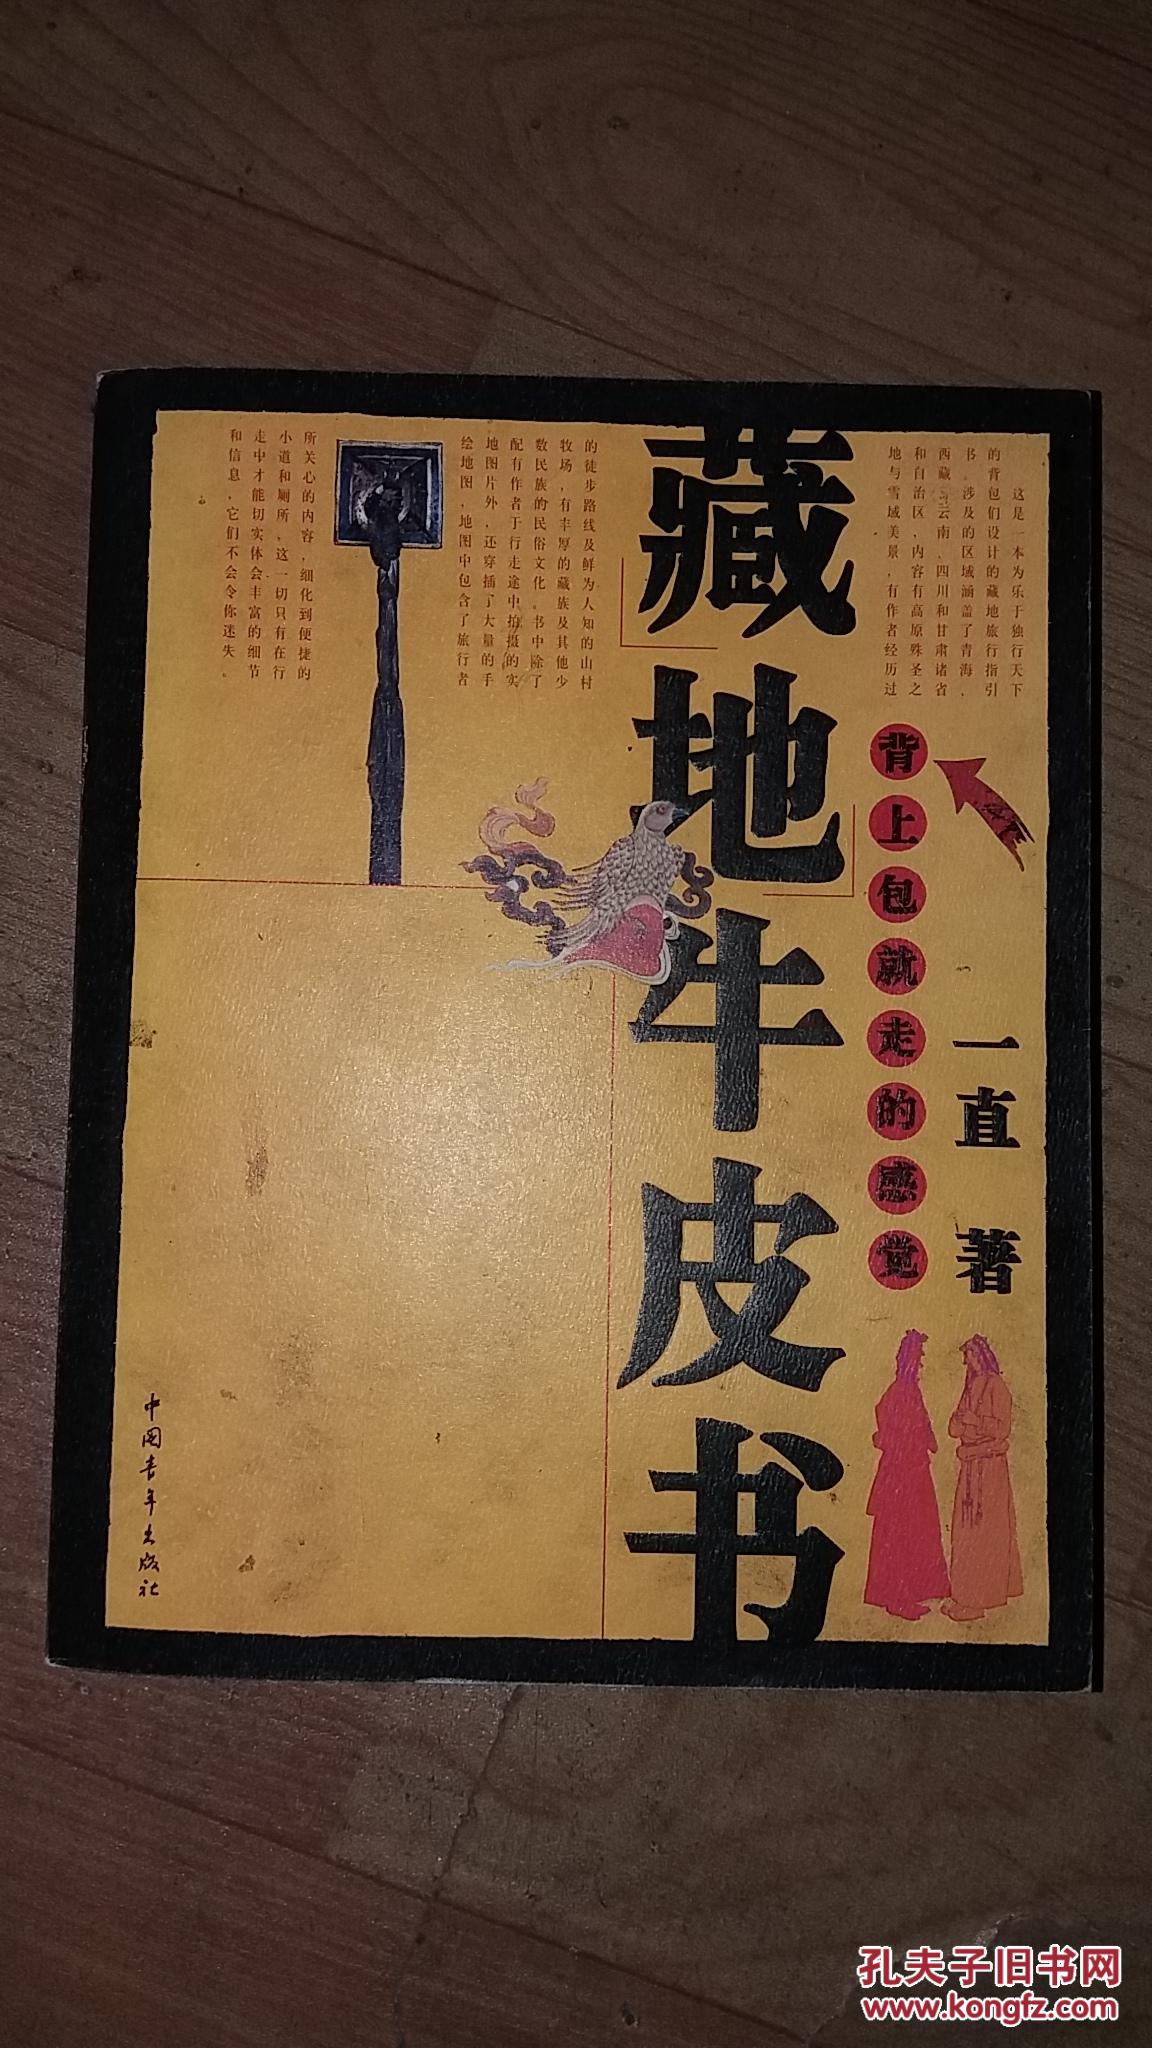 这是一本为乐于独行天下
的背包们设计的藏地旅行指引
书。涉及的区域涵盖了青海、
西藏、云南、四川和甘肃诸省
和自治区，内容有高原殊圣之
地与雪域美景，有作者经历过
的徒步路线及鲜为人知的山村
牧场，有丰厚的藏族及其他少
数民族的民俗文化。书中除了
配有作者于行走途中拍摄的实
地图片外，还穿插了大量的手
绘地图，地图中包含了旅行者
所关心的内容，细化到便捷的
小道和厕所，这一切只有在行
走中才能切实体会丰富的细节
和信息，它们不会令你迷失。
背上包就走的感觉
一直 著
「藏地」牛皮书
中国青年出版社
孔夫子旧书网
www.kongfz.com